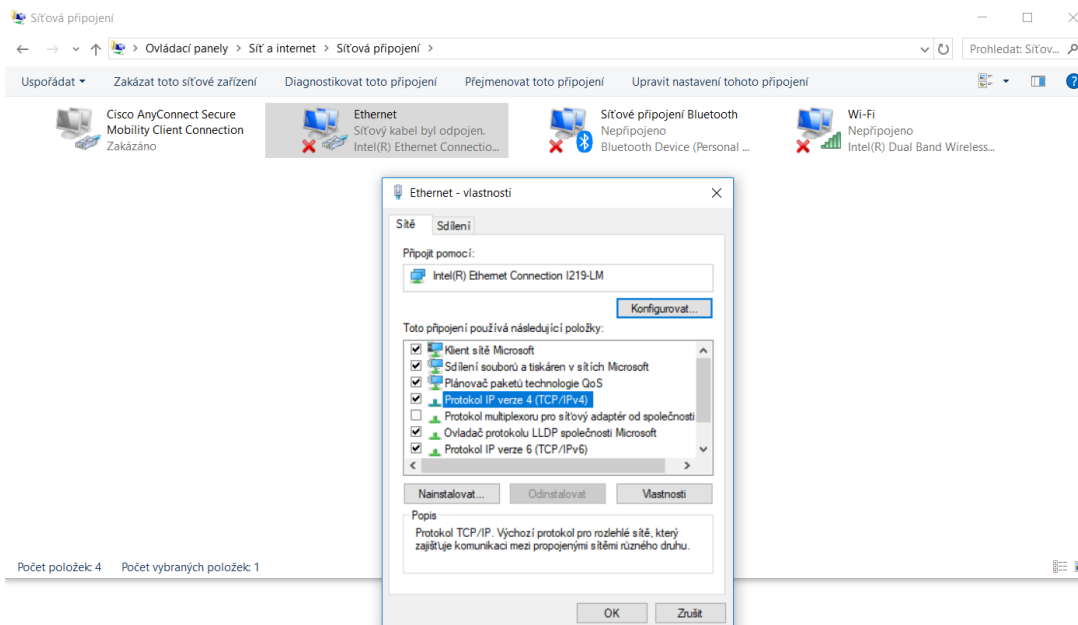 Síťová připojení
Ovládací panely > Síť a internet > Síťová připojení >
Prohledat: Síťov...
Uspořádat Zakázat toto síťové zařízení Diagnostikovat toto připojení Přejmenovat toto připojení Upravit nastavení tohoto připojení
?
Cisco AnyConnect Secure
Mobility Client Connection
Zakázáno
Ethernet
Síťový kabel byl odpojen.
Intel(R) Ethernet Connectio...
Síťové připojení Bluetooth
Nepřipojeno
Bluetooth Device (Personal ...
Wi-Fi
Nepřipojeno
Intel(R) Dual Band Wireless...
Ethernet - vlastnosti
Sítě Sdílení
Připojit pomocí:
Intel(R) Ethernet Connection I219-LM
Konfigurovat...
Toto připojení používá následující položky:
Klient sítě Microsoft
Sdílení souborů a tiskáren v sítích Microsoft
Plánovač paketů technologie QoS
Protokol IP verze 4 (TCP/IPv4)
Protokol multiplexoru pro síťový adaptér od společnosti
Ovladač protokolu LLDP společnosti Microsoft
Protokol IP verze 6 (TCP/IPv6)
Nainstalovat... Odinstalovat Vlastnosti
Popis
Protokol TCP/IP. Výchozí protokol pro rozlehlé sítě, který
zajišťuje komunikaci mezi propojenými sítěmi různého druhu.
OK Zrušit
Počet položek: 4 Počet vybraných položek: 1